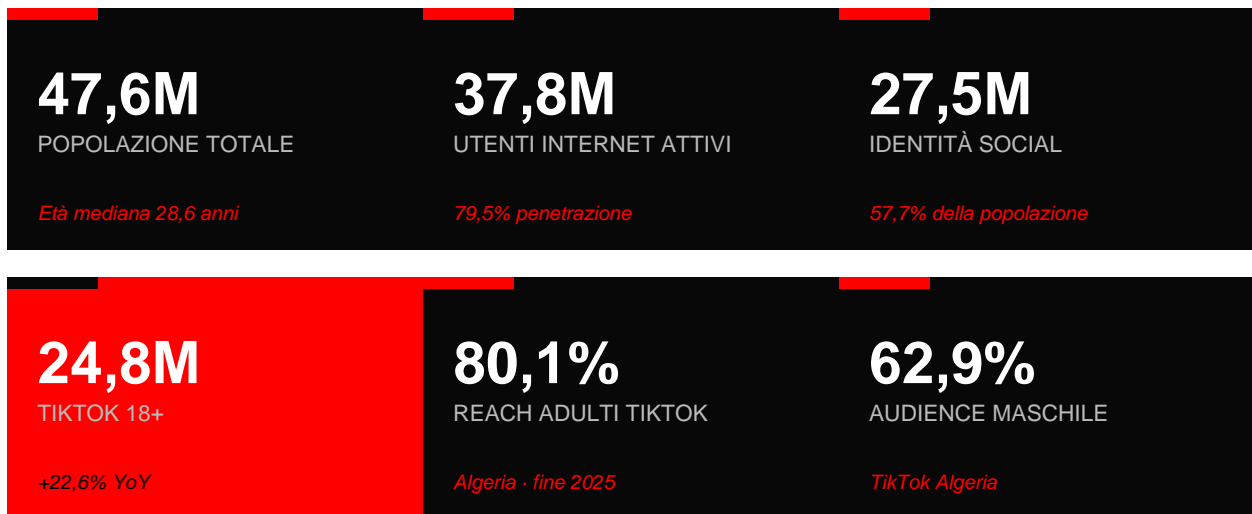 47,6M
POPOLAZIONE TOTALE
Età mediana 28,6 anni
37,8M
UTENTI INTERNET ATTIVI
79,5% penetrazione
27,5M
IDENTITÀ SOCIAL
57,7% della popolazione
24,8M
TIKTOK 18+
+22,6% YoY
80,1%
REACH ADULTI TIKTOK
Algeria · fine 2025
62,9%
AUDIENCE MASCHILE
TikTok Algeria